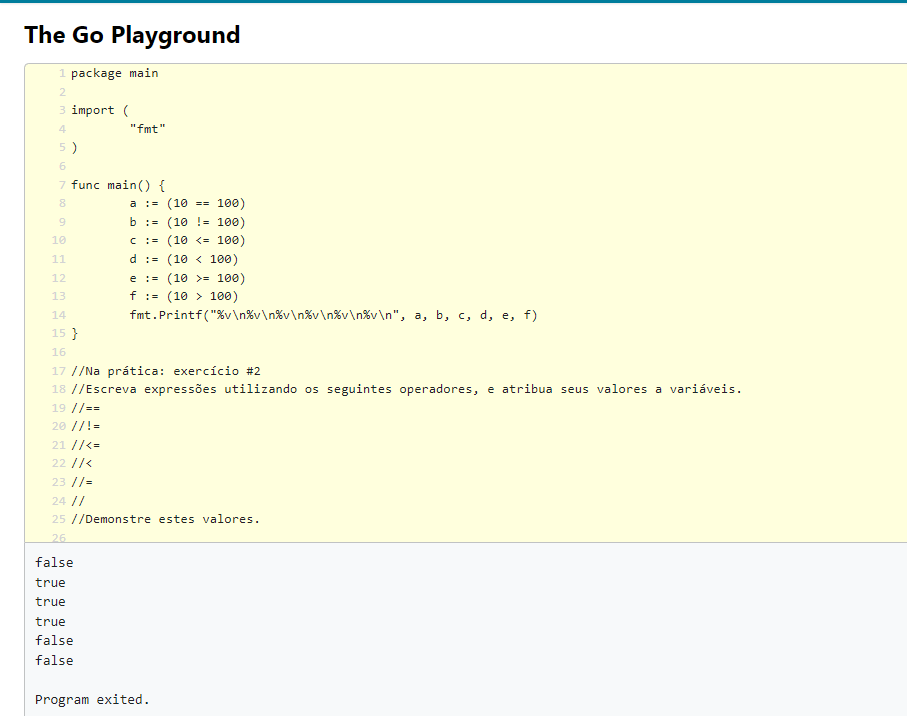 The Go Playground
1 package main
2
3 import (
4 "fmt"
5 )
6
7 func main() {
8 a := (10 == 100)
9 b := (10 != 100)
10 c := (10 <= 100)
11 d := (10 < 100)
12 e := (10 >= 100)
13 f := (10 > 100)
14 fmt.Printf("%v\n%v\n%v\n%v\n%v\n%v\n", a, b, c, d, e, f)
15 }
16
17 //Na prática: exercício #2
18 //Escreva expressões utilizando os seguintes operadores, e atribua seus valores a variáveis.
19 //==
20 //!=
21 //<=
22 //<
23 //=
24 //
25 //Demonstre estes valores.
26
false
true
true
true
false
false
Program exited.